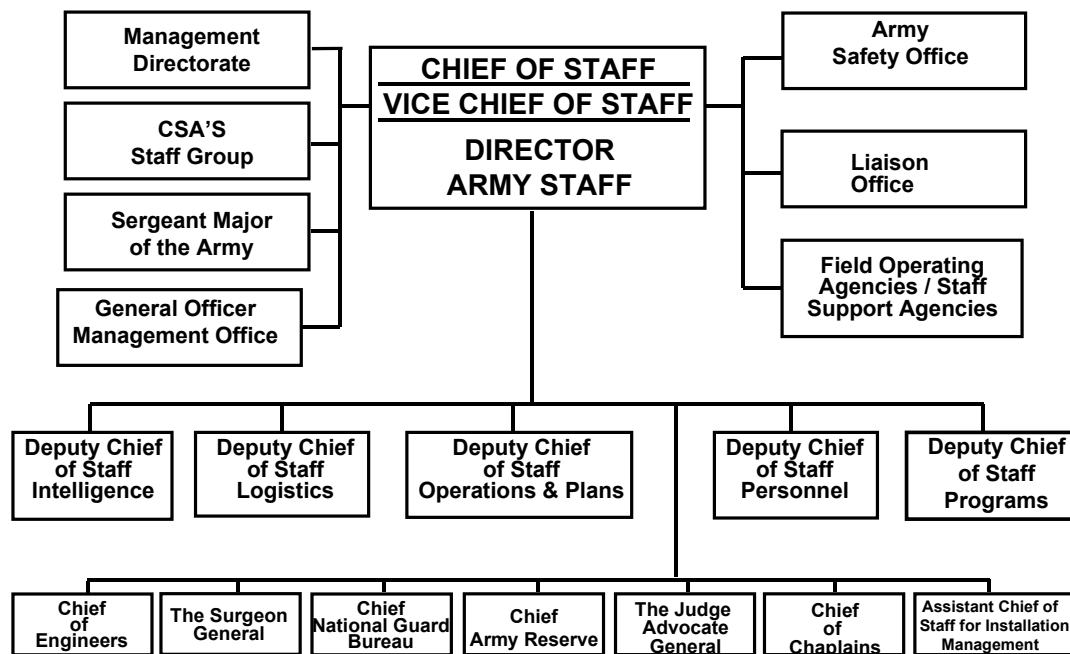 Management
Directorate
CSA'S
Staff Group
Sergeant Major
of the Army
General Officer
Management Office
CHIEF OF STAFF
VICE CHIEF OF STAFF
DIRECTOR
ARMY STAFF
Army
Safety Office
Liaison
Office
Field Operating
Agencies / Staff
Support Agencies
Deputy Chief
of Staff
Intelligence
Deputy Chief
of Staff
Logistics
Deputy Chief
of Staff
Operations & Plans
Deputy Chief
of Staff
Personnel
Deputy Chief
of Staff
Programs
Chief
of
Engineers
The Surgeon
General
Chief
National Guard
Bureau
Chief
Army Reserve
The Judge
Advocate
General
Chief
of
Chaplains
Assistant Chief of
Staff for Installation
Management